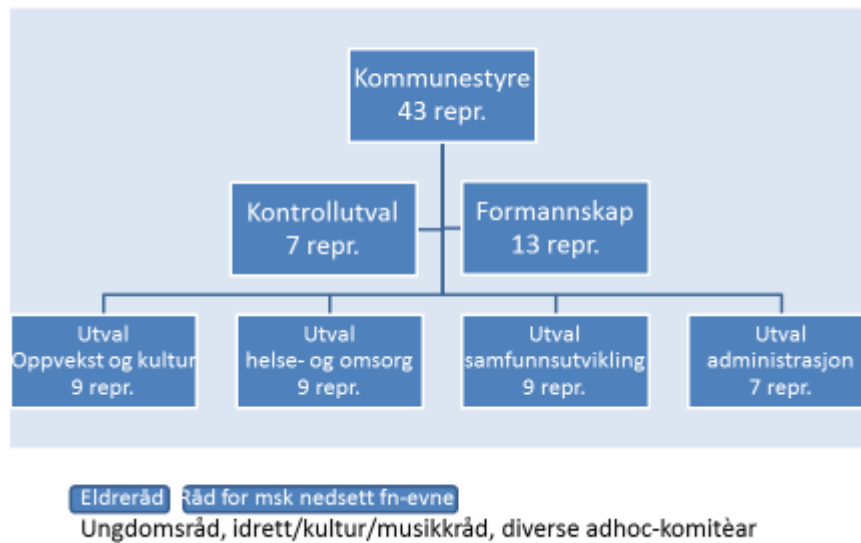 Kommunestyre
43 repr.
Kontrollutval
7 repr.
Formannskap
13 repr.
Utval
Oppvekst og kultur
9 repr.
Utval
helse- og omsorg
9 repr.
Utval
samfunnsutvikling
9 repr.
Utval
administrasjon
7 repr.
Eldreråd
Råd for msk nedsett fn-evne
Ungdomsråd, idrett/kultur/musikkråd, diverse adhoc-komitèar